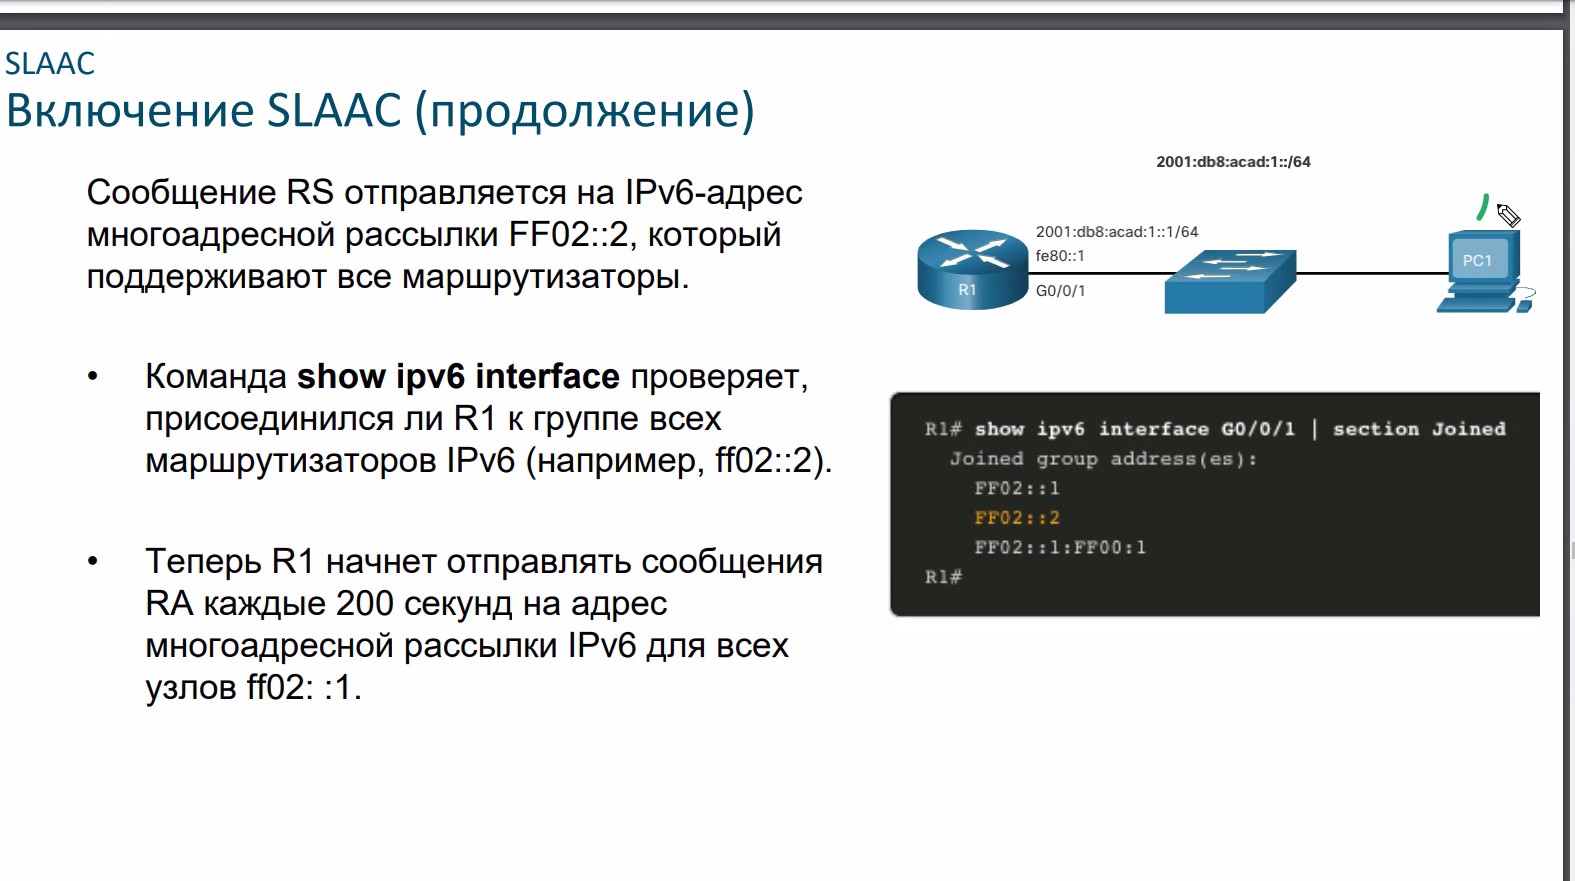 SLAAC
Включение SLAAC (продолжение)
Сообщение RS отправляется на IPv6-адрес
многоадресной рассылки FF02::2, который
поддерживают все маршрутизаторы.
• Команда show ipv6 interface проверяет,
присоединился ли R1 к группе всех
маршрутизаторов IPv6 (например, ff02::2).
• Теперь R1 начнет отправлять сообщения
RA каждые 200 секунд на адрес
многоадресной рассылки IPv6 для всех
узлов ff02: :1.
2001:db8:acad:1::/64
2001:db8:acad:1::1/64
fe80::1
R1
G0/0/1
PC1
R1# show ipv6 interface G0/0/1 | section Joined
Joined group address(es):
FF02::1
FF02::2
FF02::1:FF00:1
R1#